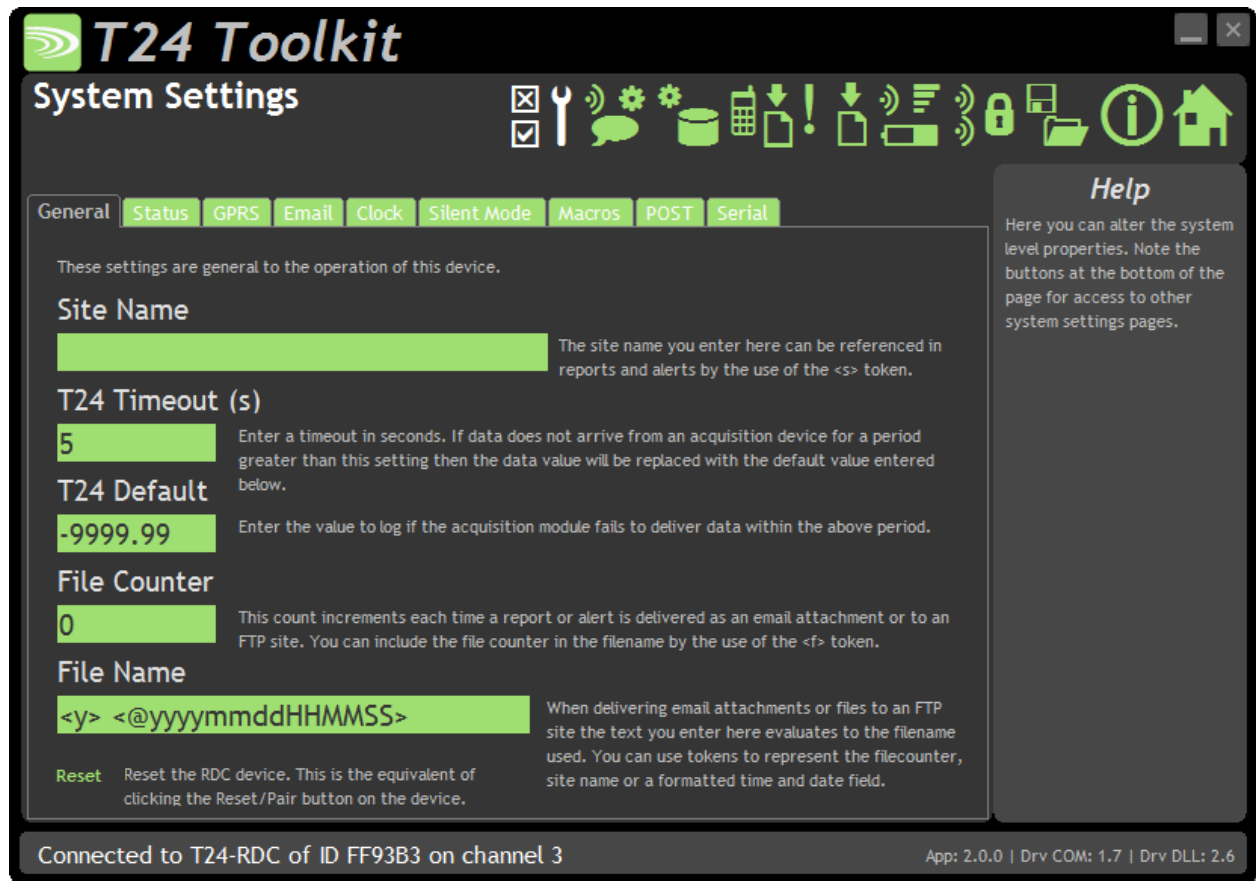 T24 Toolkit
System Settings
General Status GPRS Email Clock Silent Mode Macros POST Serial
These settings are general to the operation of this device.
Site Name
The site name you enter here can be referenced in
reports and alerts by the use of the <s> token.
T24 Timeout (s)
5
Enter a timeout in seconds. If data does not arrive from an acquisition device for a period
greater than this setting then the data value will be replaced with the default value entered
below.
T24 Default
-9999.99
Enter the value to log if the acquisition module fails to deliver data within the above period.
File Counter
0
This count increments each time a report or alert is delivered as an email attachment or to an
FTP site. You can include the file counter in the filename by the use of the <f> token.
File Name
<y> <@yyyymmddHHMMSS>
When delivering email attachments or files to an FTP
site the text you enter here evaluates to the filename
used. You can use tokens to represent the filecounter,
site name or a formatted time and date field.
Reset
Reset the RDC device. This is the equivalent of
clicking the Reset/Pair button on the device.
Help
Here you can alter the system
level properties. Note the
buttons at the bottom of the
page for access to other
system settings pages.
Connected to T24-RDC of ID FF93B3 on channel 3
App: 2.0.0 | Drv COM: 1.7 | Drv DLL: 2.6